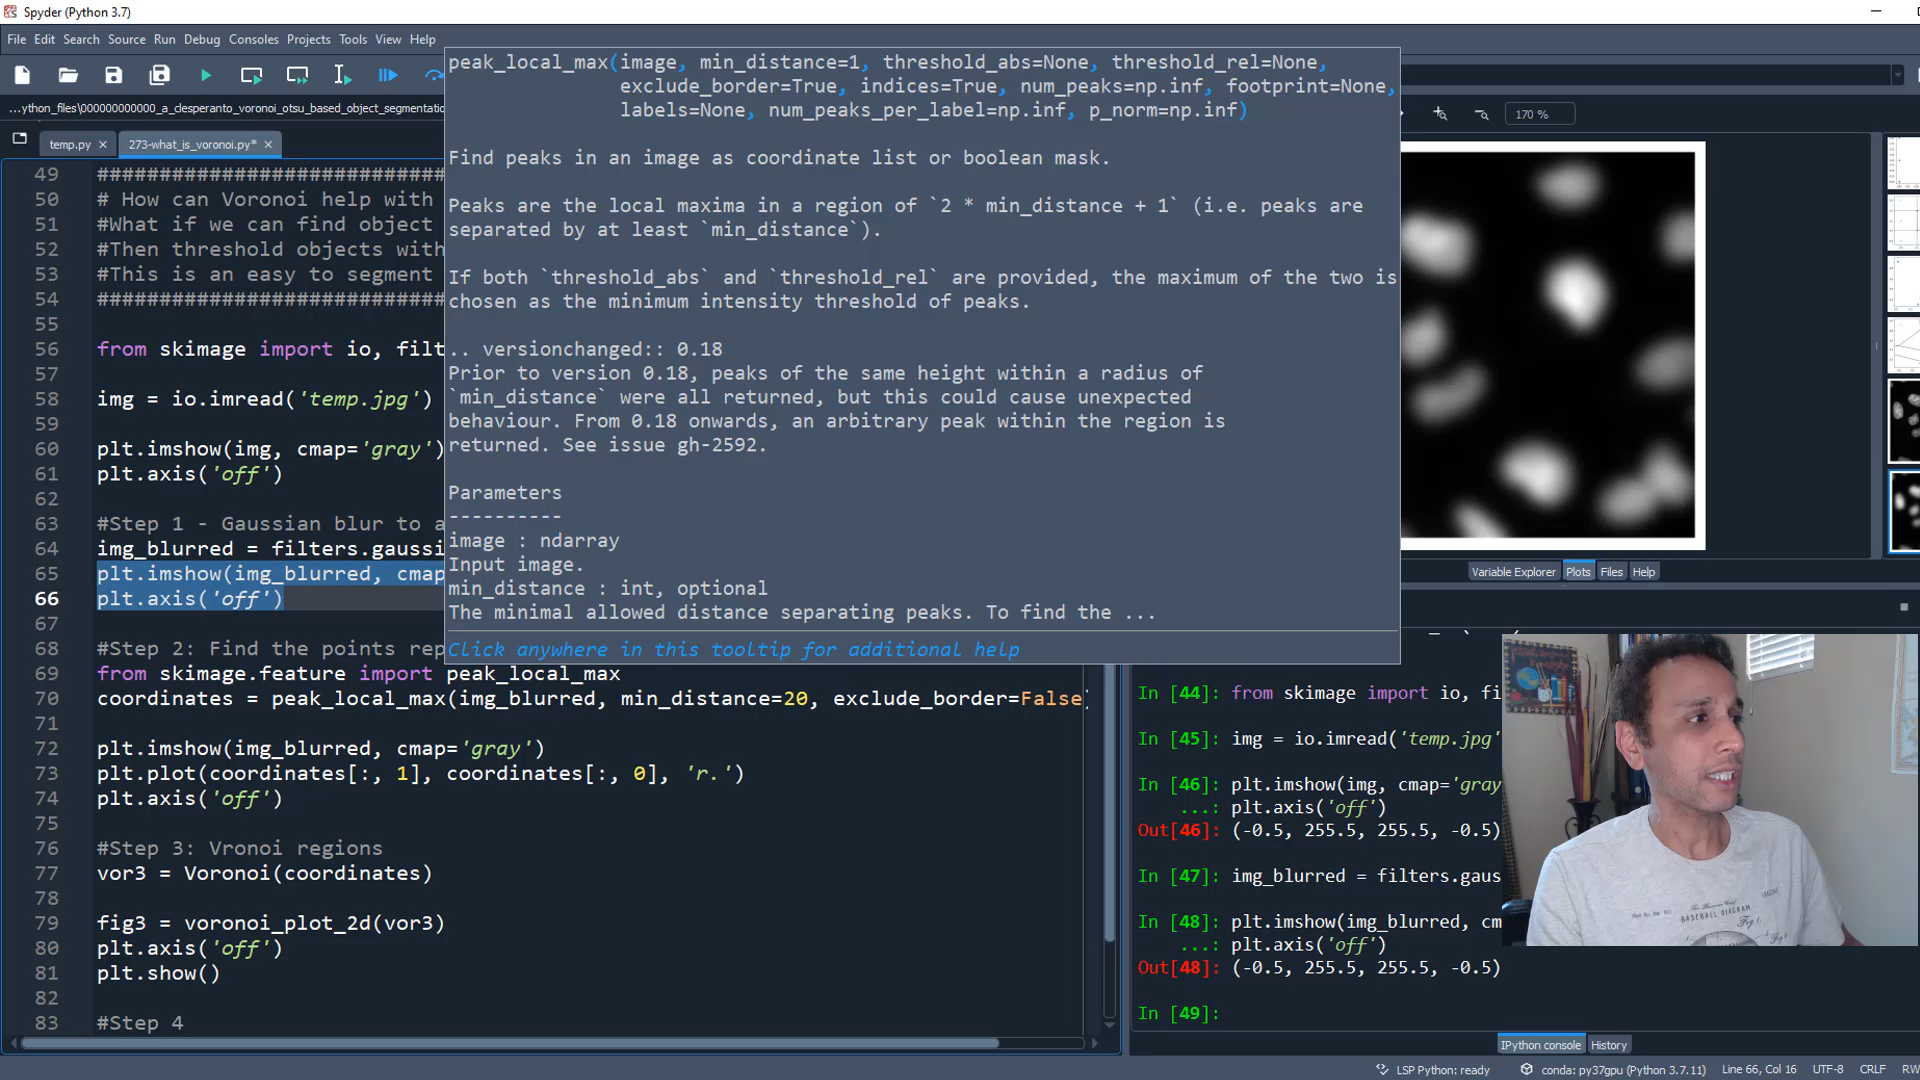 Spyder (Python 3.7)
File Edit Search Source Run Debug Consoles Projects Tools View Help
170 %
...ython_files\000000000000_a_clesperanto_voronoi_otsu_based_object_segmentatio
temp.py
273-what_is_voronoi.py*
49 ############################
50 # How can Voronoi help with
51 #What if we can find object
52 #Then threshold objects with
53 #This is an easy to segment
54 ############################
55
56 from skimage import io, filt
57
58 img = io.imread('temp.jpg')
59
60 plt.imshow(img, cmap='gray')
61 plt.axis('off')
62
63 #Step 1 - Gaussian blur to a
64 img_blurred = filters.gaussi
65 plt.imshow(img_blurred, cmap
66 plt.axis('off')
67
68 #Step 2: Find the points rep
69 from skimage.feature import peak_local_max
70 coordinates = peak_local_max(img_blurred, min_distance=20, exclude_border=False)
71
72 plt.imshow(img_blurred, cmap='gray')
73 plt.plot(coordinates[:, 1], coordinates[:, 0], 'r.')
74 plt.axis('off')
75
76 #Step 3: Vronoi regions
77 vor3 = Voronoi(coordinates)
78
79 fig3 = voronoi_plot_2d(vor3)
80 plt.axis('off')
81 plt.show()
82
83 #Step 4
peak_local_max(image, min_distance=1, threshold_abs=None, threshold_rel=None,
exclude_border=True, indices=True, num_peaks=np.inf, footprint=None,
labels=None, num_peaks_per_label=np.inf, p_norm=np.inf)
Find peaks in an image as coordinate list or boolean mask.
Peaks are the local maxima in a region of `2 * min_distance + 1` (i.e. peaks are
separated by at least `min_distance`).
If both `threshold_abs` and `threshold_rel` are provided, the maximum of the two is
chosen as the minimum intensity threshold of peaks.
.. versionchanged:: 0.18
Prior to version 0.18, peaks of the same height within a radius of
`min_distance` were all returned, but this could cause unexpected
behaviour. From 0.18 onwards, an arbitrary peak within the region is
returned. See issue gh-2592.
Parameters
----------
image : ndarray
Input image.
min_distance : int, optional
The minimal allowed distance separating peaks. To find the ...
Click anywhere in this tooltip for additional help
Variable Explorer Plots Files Help
In [44]: from skimage import io, fi
In [45]: img = io.imread('temp.jpg'
In [46]: plt.imshow(img, cmap='gray
...: plt.axis('off')
Out[46]: (-0.5, 255.5, 255.5, -0.5)
In [47]: img_blurred = filters.gaus
In [48]: plt.imshow(img_blurred, cm
...: plt.axis('off')
Out[48]: (-0.5, 255.5, 255.5, -0.5)
In [49]:
BASEBALL DIAGRAM
IPython console History
LSP Python: ready conda: py37gpu (Python 3.7.11) Line 66, Col 16 UTF-8 CRLF RW